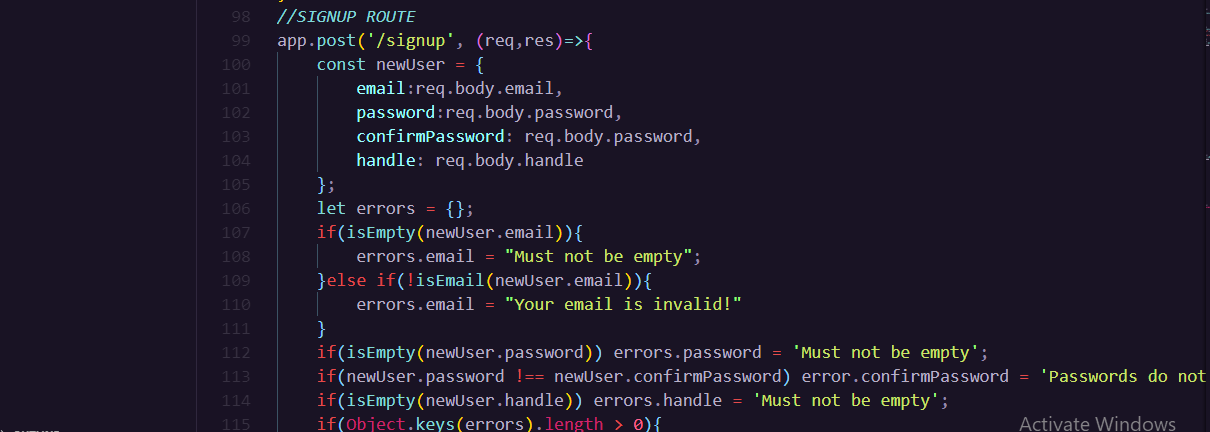 98 //SIGNUP ROUTE
99 app.post('/signup', (req,res)=>{
100 const newUser = {
101 email:req.body.email,
102 password:req.body.password,
103 confirmPassword: req.body.password,
104 handle: req.body.handle
105 };
106 let errors = {};
107 if(isEmpty(newUser.email)){
108 errors.email = "Must not be empty";
109 }else if(!isEmail(newUser.email)){
110 errors.email = "Your email is invalid!"
111 }
112 if(isEmpty(newUser.password)) errors.password = 'Must not be empty';
113 if(newUser.password !== newUser.confirmPassword) error.confirmPassword = 'Passwords do not
114 if(isEmpty(newUser.handle)) errors.handle = 'Must not be empty';
115 if(Object.keys(errors).length > 0){
Activate Windows